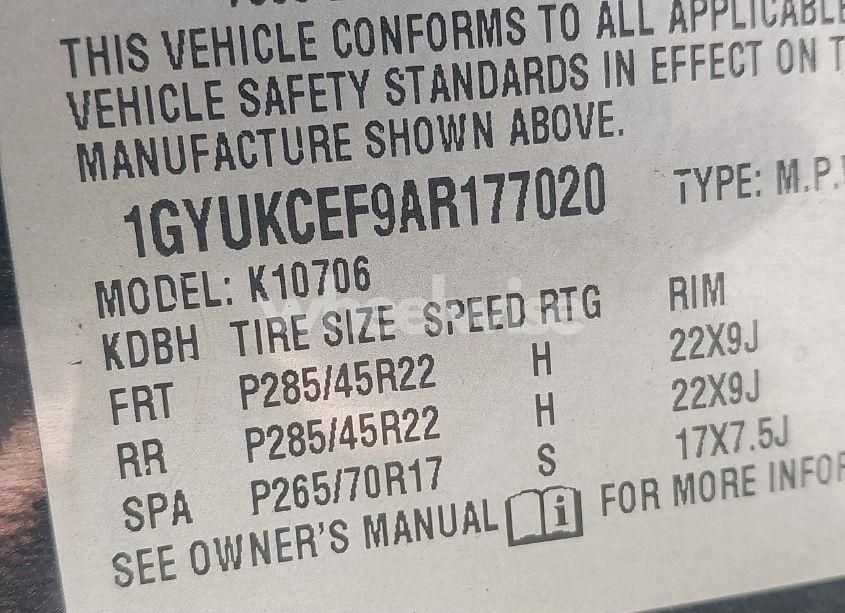 THIS VEHICLE CONFORMS TO ALL APPLICABLE
VEHICLE SAFETY STANDARDS IN EFFECT ON T
MANUFACTURE SHOWN ABOVE.
1GYUKCEF9AR177020 TYPE: M.P.V
MODEL: K10706
KDBH TIRE SIZE SPEED RTG RIM
FRT P285/45R22 H 22X9J
RR P285/45R22 H 22X9J
SPA P265/70R17 S 17X7.5J
SEE OWNER'S MANUAL i FOR MORE INFOR